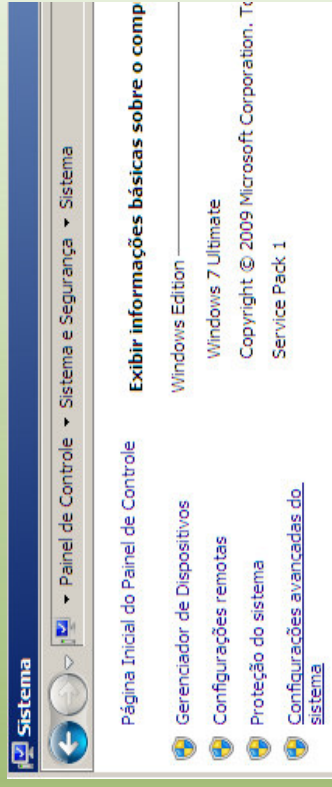 Sistema
Painel de Controle ▾ Sistema e Segurança ▾ Sistema
Página Inicial do Painel de Controle
Gerenciador de Dispositivos
Configurações remotas
Proteção do sistema
Configurações avançadas do
sistema
Exibir informações básicas sobre o comp
Windows Edition
Windows 7 Ultimate
Copyright © 2009 Microsoft Corporation. To
Service Pack 1